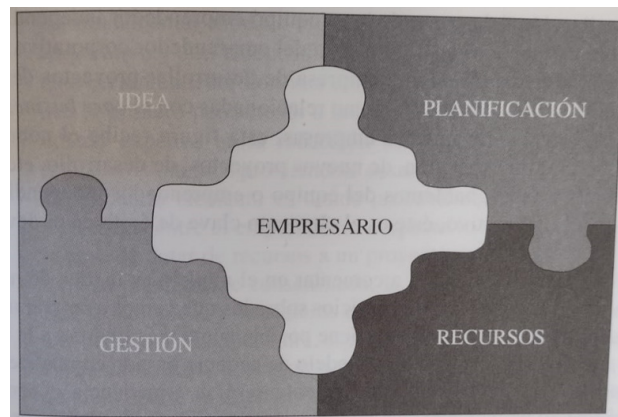 IDEA
PLANIFICACIÓN
EMPRESARIO
GESTIÓN
RECURSOS